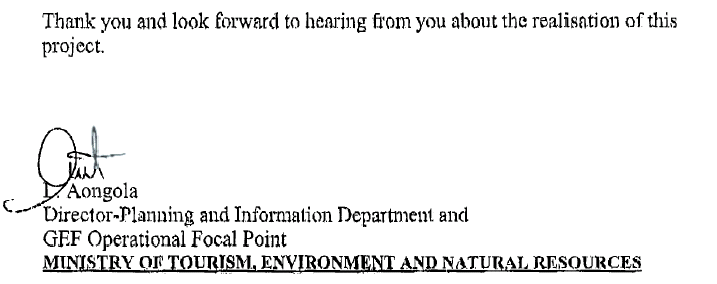 Thank you and look forward to hearing from you about the realisation of this
project.
L. Aongola
Director-Planning and Information Department and
GEF Operational Focal Point
MINISTRY OF TOURISM, ENVIRONMENT AND NATURAL RESOURCES